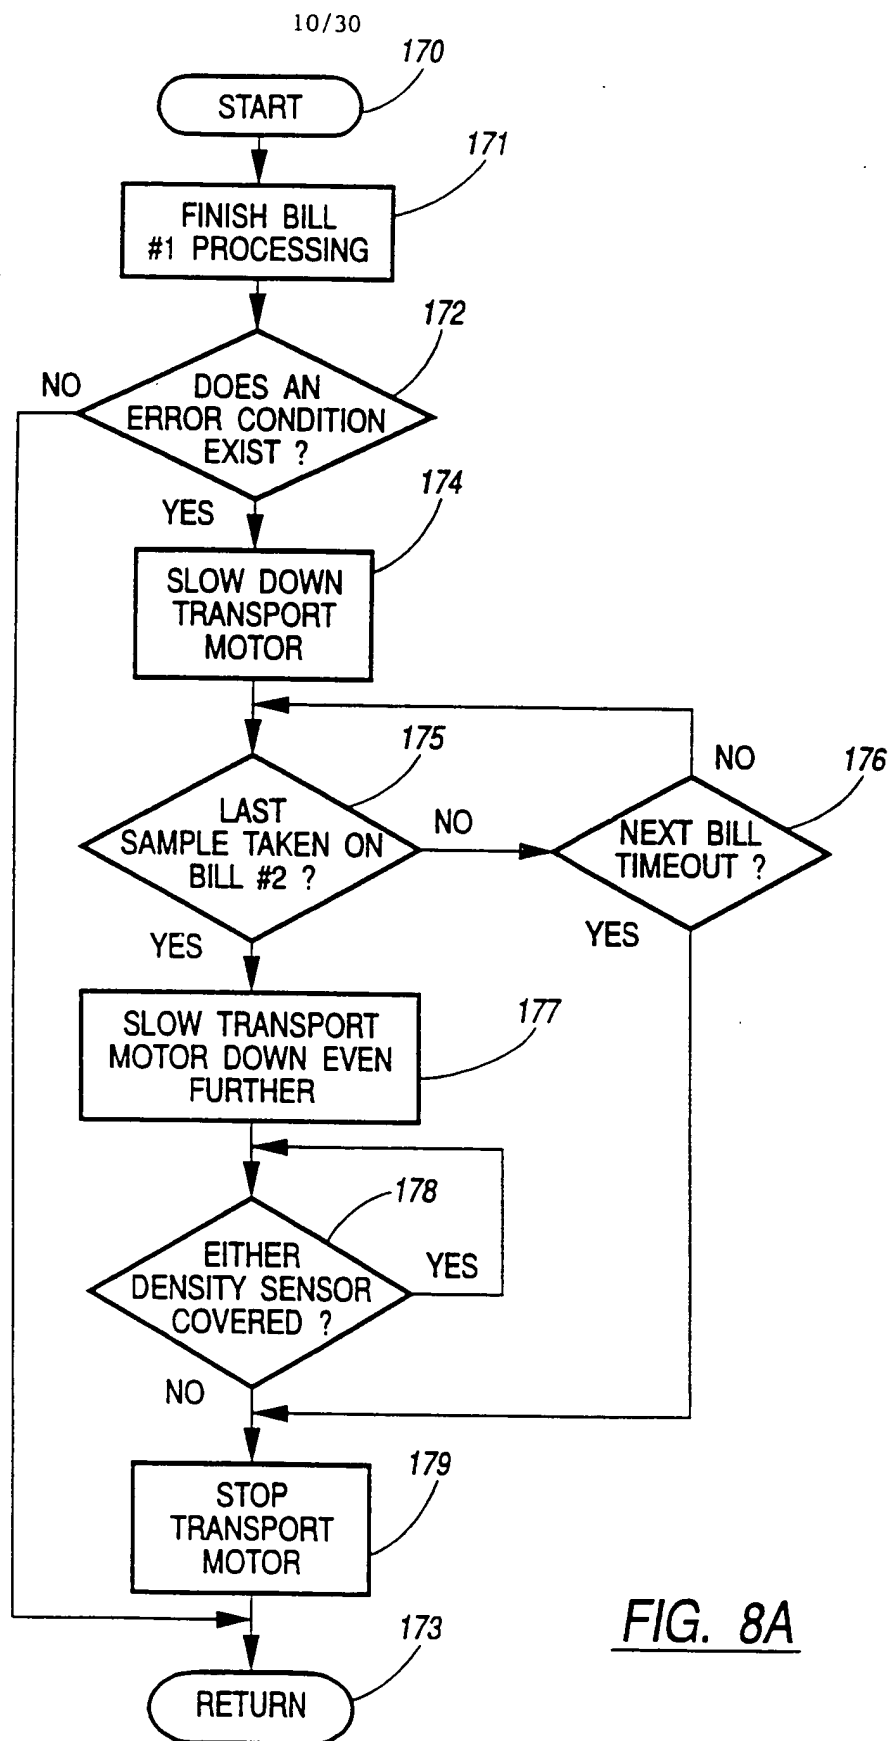 10/30
170
START
171
FINISH BILL
#1 PROCESSING
172
NO
DOES AN
ERROR CONDITION
EXIST ?
174
YES
SLOW DOWN
TRANSPORT
MOTOR
175
NO
176
LAST
SAMPLE TAKEN ON
BILL #2 ?
NO
NEXT BILL
TIMEOUT ?
YES
YES
177
SLOW TRANSPORT
MOTOR DOWN EVEN
FURTHER
178
EITHER
DENSITY SENSOR
COVERED ?
YES
NO
179
STOP
TRANSPORT
MOTOR
173
RETURN
FIG. 8A